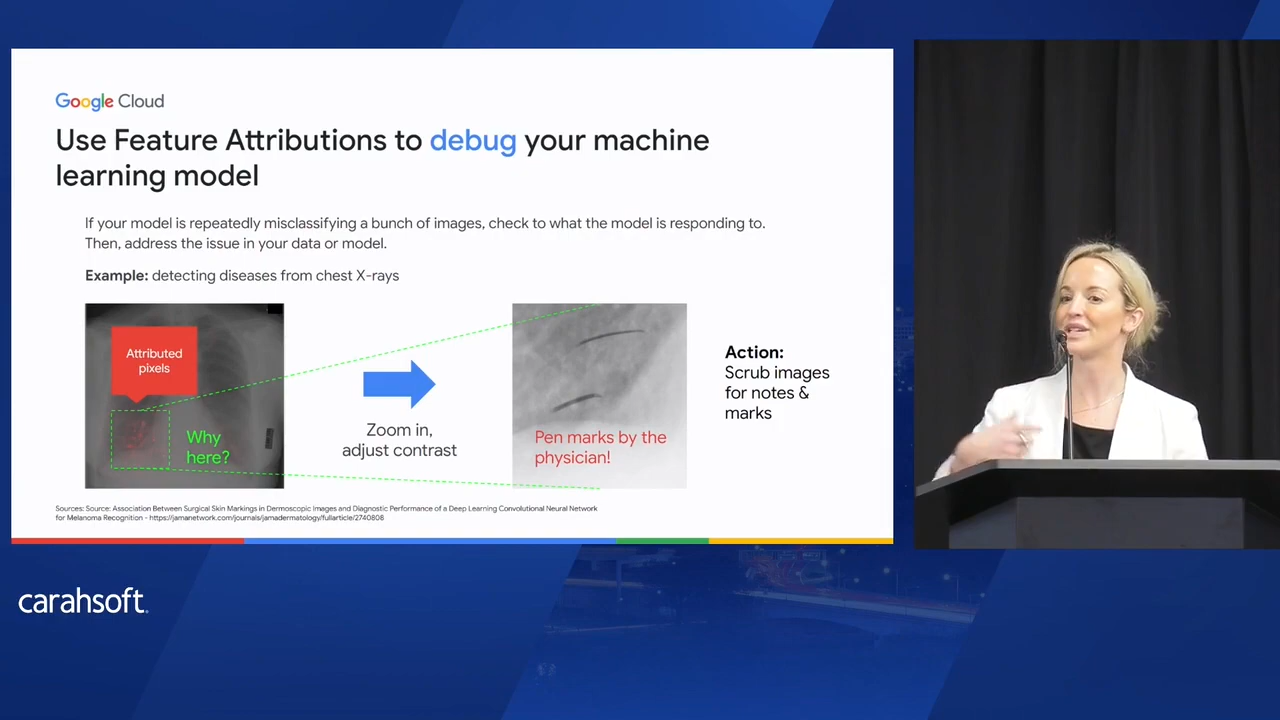 Google Cloud
Use Feature Attributions to debug your machine
learning model
If your model is repeatedly misclassifying a bunch of images, check to what the model is responding to.
Then, address the issue in your data or model.
Example: detecting diseases from chest X-rays
Attributed
pixels
Why
here?
Zoom in,
adjust contrast
Pen marks by the
physician!
Action:
Scrub images
for notes &
marks
Sources: Source: Association Between Surgical Skin Markings in Dermoscopic Images and Diagnostic Performance of a Deep Learning Convolutional Neural Network
for Melanoma Recognition - https://jamanetwork.com/journals/jamadermatology/fullarticle/2740808
carahsoft.